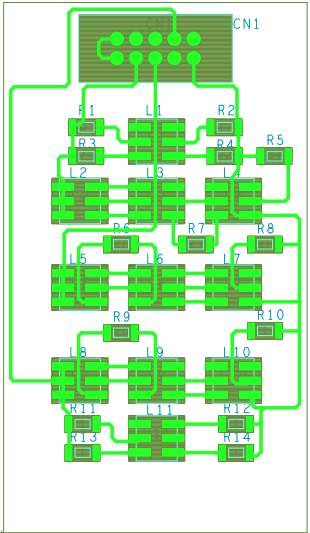 CN1 CN1
R1 L1 R2
R3 R4 R5
L2 L3 L4
R6 R7 R8
L5 L6 L7
R9 R10
L8 L9 L10
R11 L11 R12
R13 R14